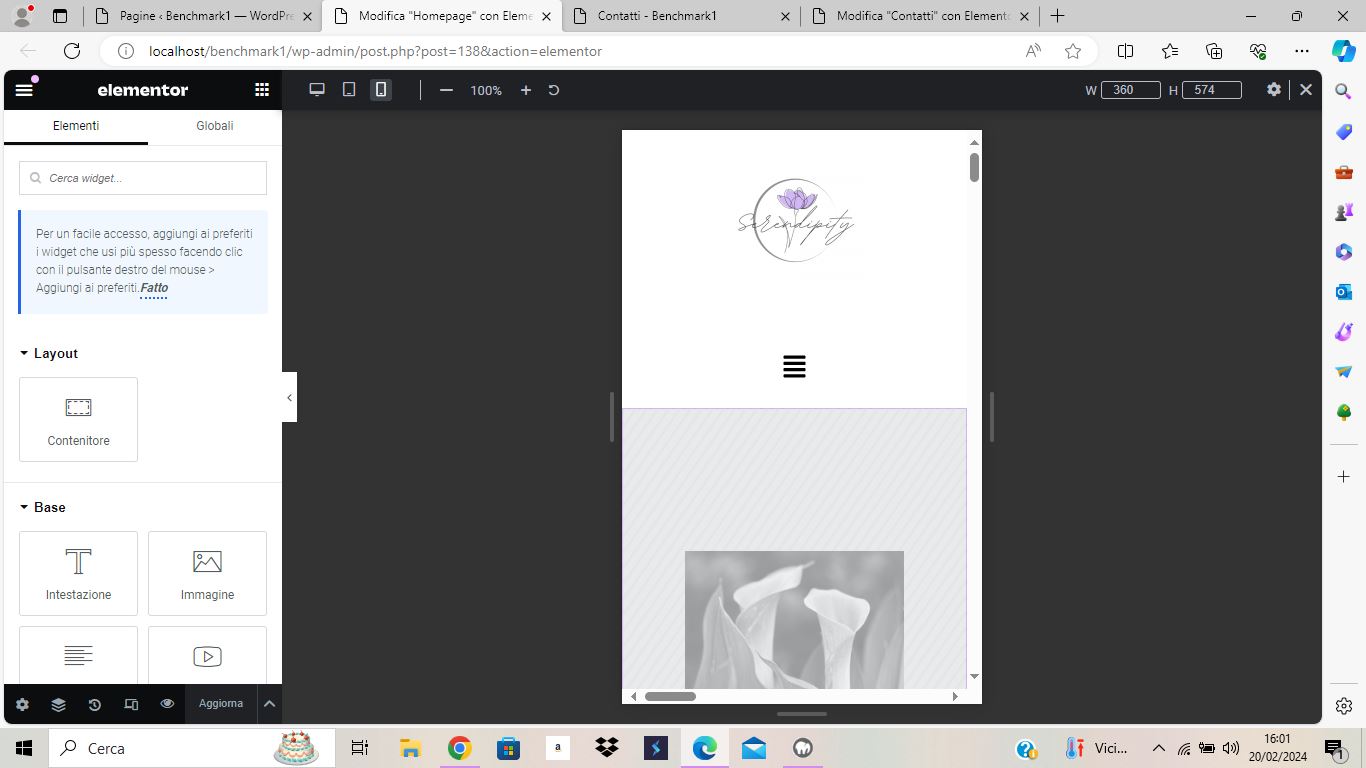 Pagine ‹ Benchmark1 — WordPre
Modifica "Homepage" con Eleme
Contatti - Benchmark1
Modifica "Contatti" con Elemento
localhost/benchmark1/wp-admin/post.php?post=138&action=elementor
elementor
100%
W 360 H 574
Elementi
Globali
Cerca widget...
Per un facile accesso, aggiungi ai preferiti
i widget che usi più spesso facendo clic
con il pulsante destro del mouse >
Aggiungi ai preferiti.Fatto
Layout
Contenitore
Base
Intestazione
Immagine
Aggiorna
Serendipity
Cerca
a
Vici...
16:01
20/02/2024
1